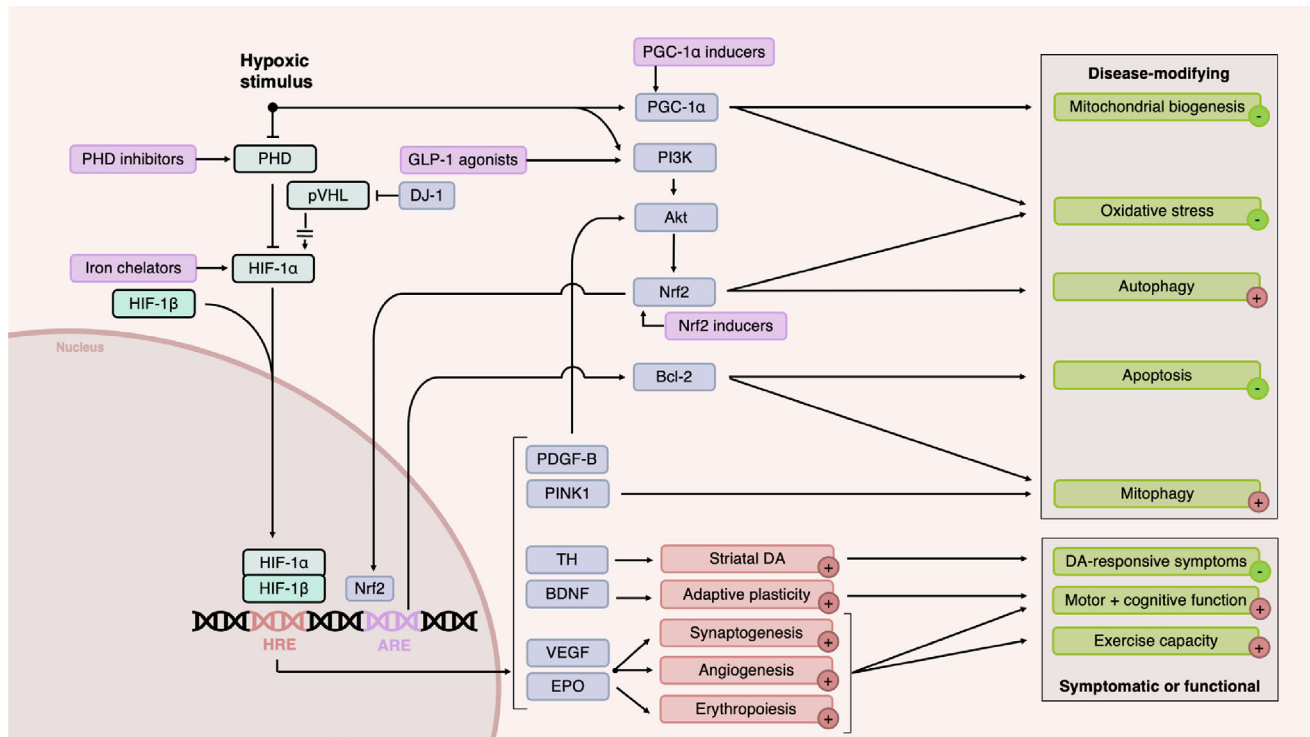 PGC-1α inducers
Hypoxic
stimulus
Disease-modifying
PGC-1α
Mitochondrial biogenesis
-
PHD inhibitors
PHD
GLP-1 agonists
PI3K
pVHL
DJ-1
Akt
Oxidative stress
-
Iron chelators
HIF-1α
HIF-1β
Nrf2
Autophagy
+
Nrf2 inducers
Nucleus
Bcl-2
Apoptosis
-
PDGF-B
PINK1
Mitophagy
+
HIF-1α
HIF-1β
Nrf2
HRE
ARE
TH
Striatal DA
+
DA-responsive symptoms
-
BDNF
Adaptive plasticity
+
Motor + cognitive function
+
Synaptogenesis
+
Exercise capacity
+
VEGF
Angiogenesis
+
EPO
Erythropoiesis
+
Symptomatic or functional